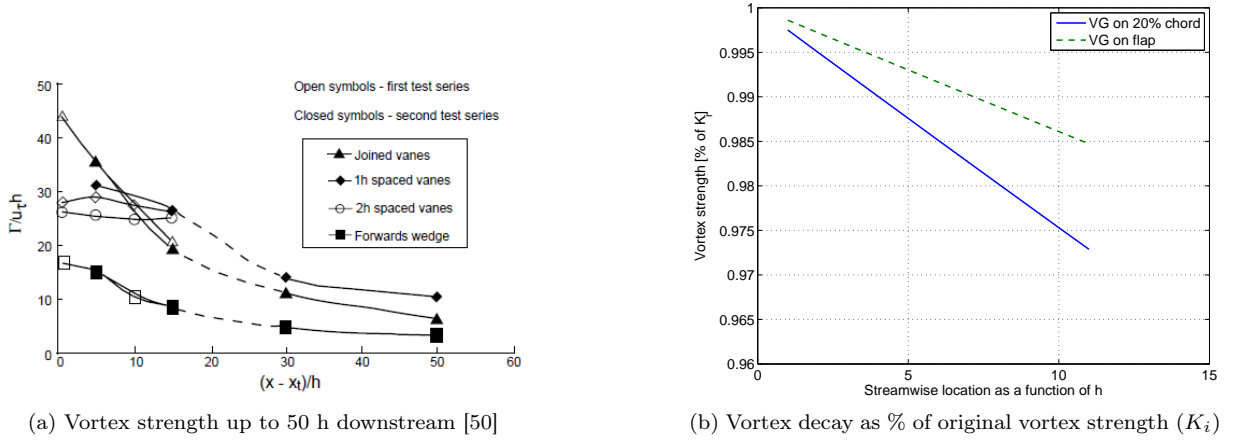 50
40
30
20
10
0
Γ/uτh
Open symbols - first test series
Closed symbols - second test series
Joined vanes
1h spaced vanes
2h spaced vanes
Forwards wedge
0 10 20 30 40 50 60
(x - xt)/h
(a) Vortex strength up to 50 h downstream [50]
1
0.995
0.99
0.985
0.98
0.975
0.97
0.965
0.96
Vortex strength [% of Ki]
VG on 20% chord
VG on flap
0 5 10 15
Streamwise location as a function of h
(b) Vortex decay as % of original vortex strength (Ki)